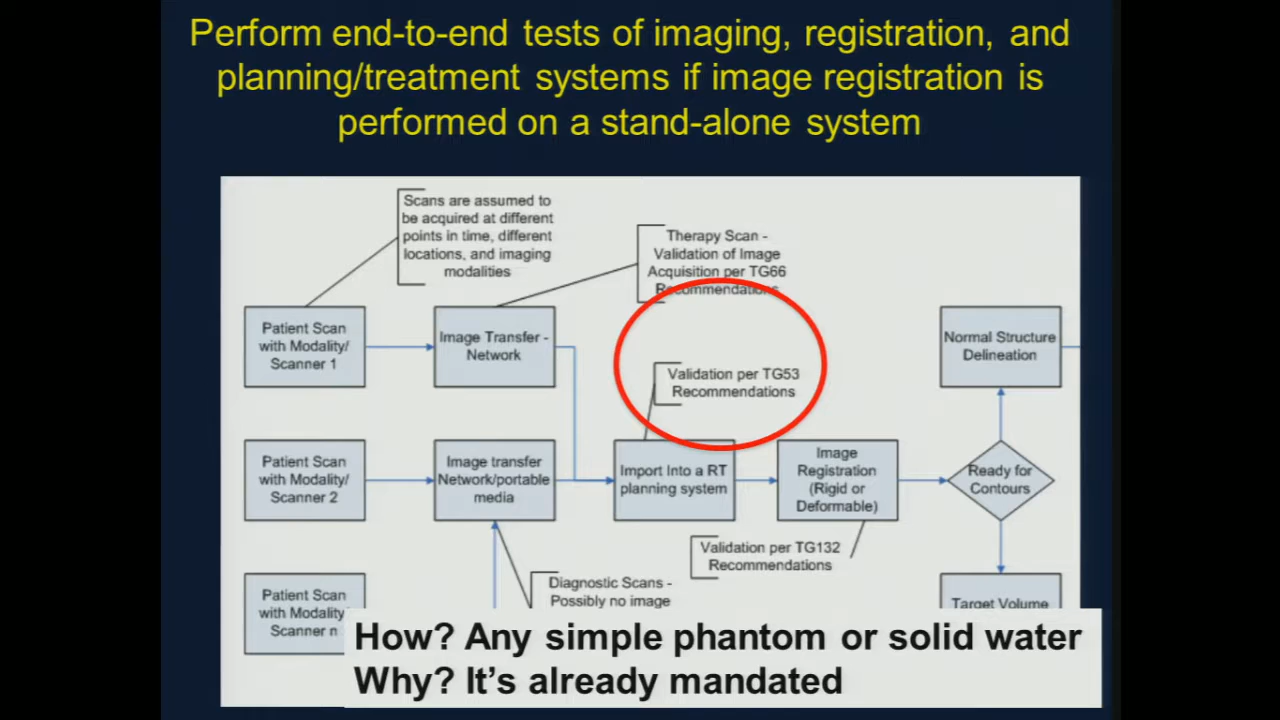 Perform end-to-end tests of imaging, registration, and
planning/treatment systems if image registration is
performed on a stand-alone system
Scans are assumed to
be acquired at different
points in time, different
locations, and imaging
modalities
Therapy Scan -
Validation of Image
Acquisition per TG66
Recommendations
Patient Scan
with Modality/
Scanner 1
Image Transfer -
Network
Validation per TG53
Recommendations
Normal Structure
Delineation
Patient Scan
with Modality/
Scanner 2
Image transfer
Network/portable
media
Import Into a RT
planning system
Image
Registration
(Rigid or
Deformable)
Ready for
Contours
Validation per TG132
Recommendations
Patient Scan
with Modality/
Scanner n
Diagnostic Scans -
Possibly no image
Target Volume
How? Any simple phantom or solid water
Why? It's already mandated